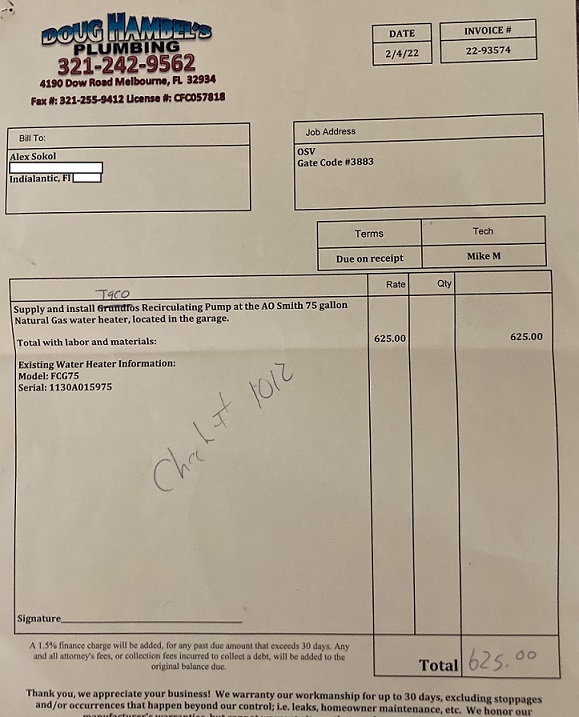 DOUG HAMBEL'S
PLUMBING
321-242-9562
4190 Dow Road Melbourne, FL 32934
Fax #: 321-255-9412 License #: CFC057818
DATE
2/4/22
INVOICE #
22-93574
Bill To:
Alex Sokol
Indialantic, Fl
Job Address
OSV
Gate Code #3883
Terms
Tech
Due on receipt
Mike M
Rate
Qty
Taco
Supply and install Grundfos Recirculating Pump at the AO Smith 75 gallon
Natural Gas water heater, located in the garage.
Total with labor and materials:
625.00
625.00
Existing Water Heater Information:
Model: FCG75
Serial: 1130A015975
Check # 1012
Signature
A 1.5% finance charge will be added, for any past due amount that exceeds 30 days. Any
and all attorney's fees, or collection fees incurred to collect a debt, will be added to the
original balance due.
Total
625.00
Thank you, we appreciate your business! We warranty our workmanship for up to 30 days, excluding stoppages
and/or occurrences that happen beyond our control; i.e. leaks, homeowner maintenance, etc. We honor our